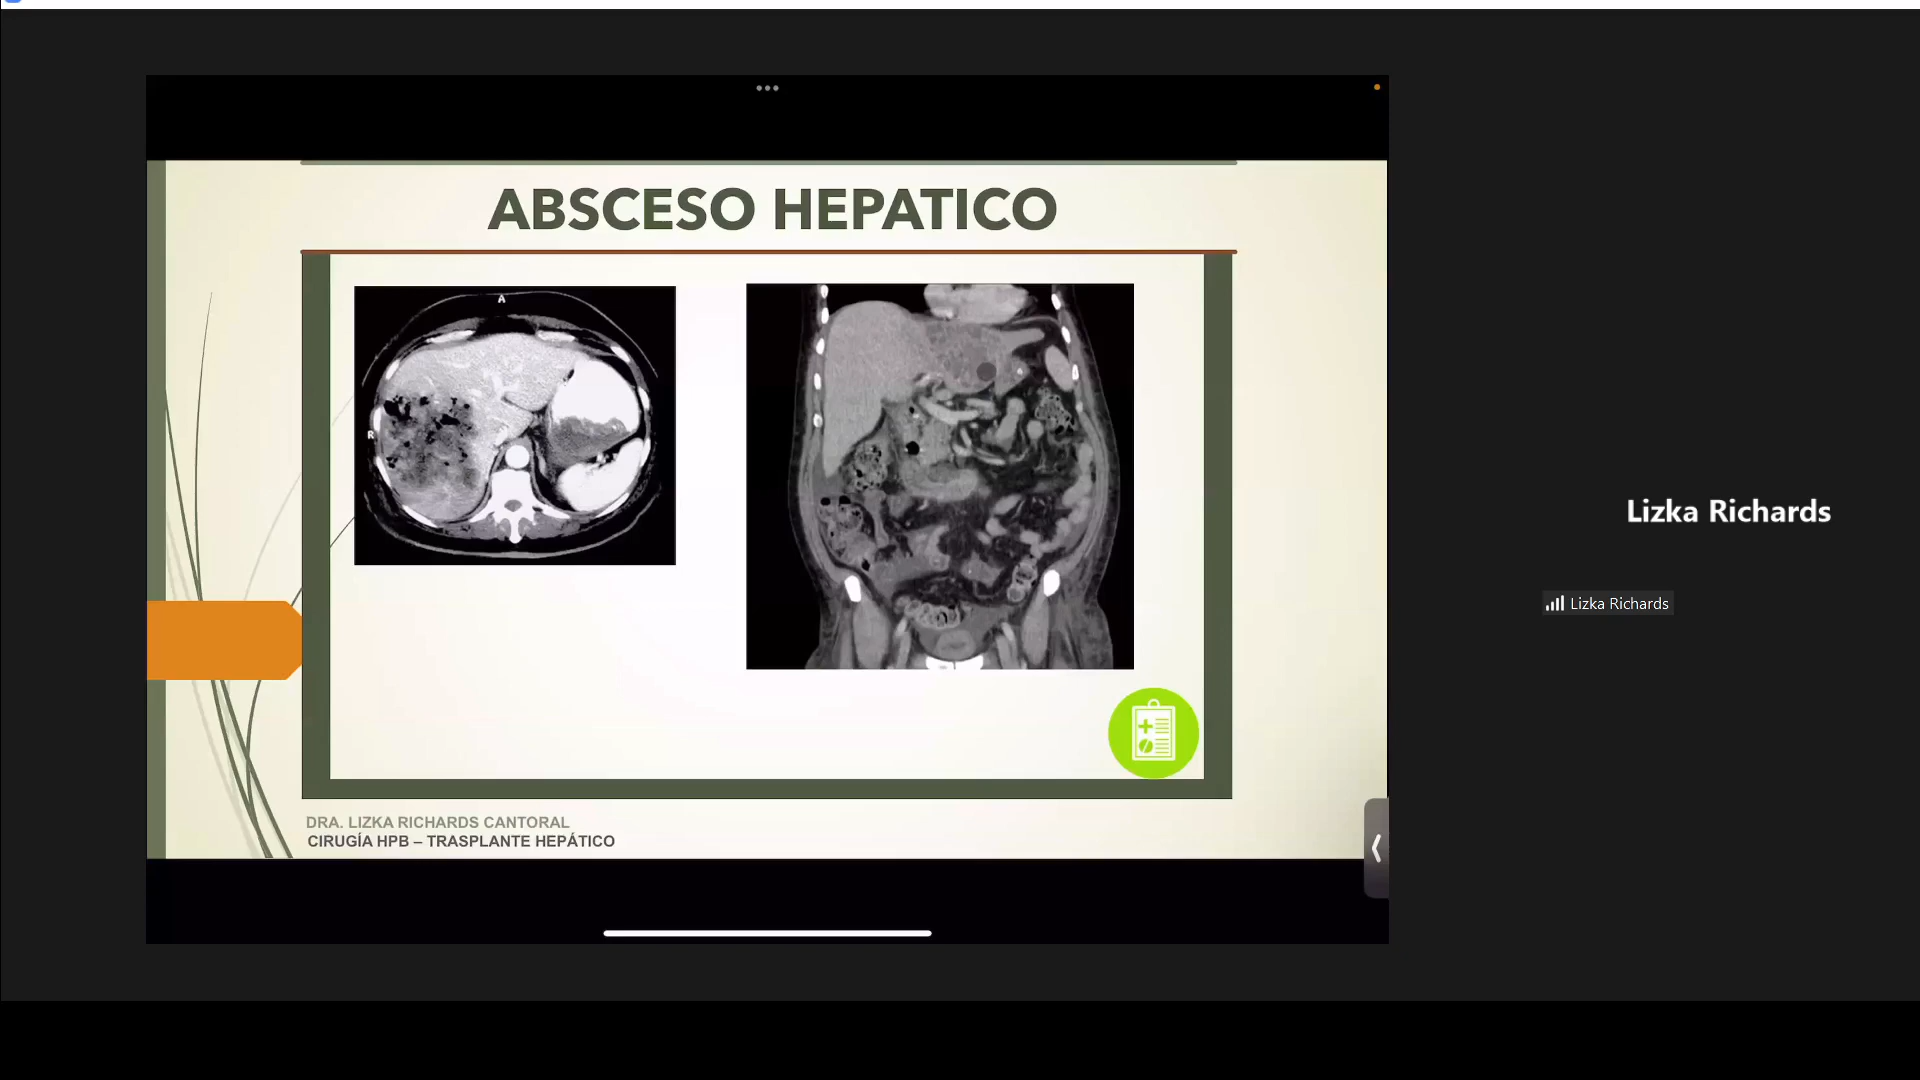 ABSCESO HEPATICO
A
R
DRA. LIZKA RICHARDS CANTORAL
CIRUGÍA HPB – TRASPLANTE HEPÁTICO
Lizka Richards
Lizka Richards